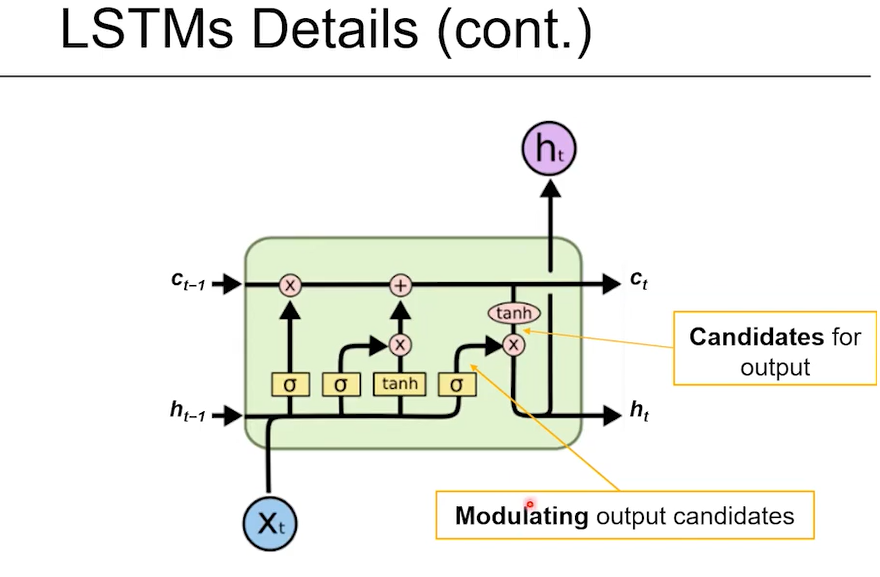 LSTMs Details (cont.)
hₜ
cₜ₋₁
x
+
cₜ
tanh
Candidates for
output
x
x
σ
σ
tanh
σ
hₜ₋₁
hₜ
Xₜ
Modulating output candidates